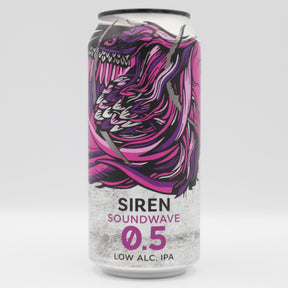 SIREN
SOUNDWAVE
0.5
LOW ALC. IPA